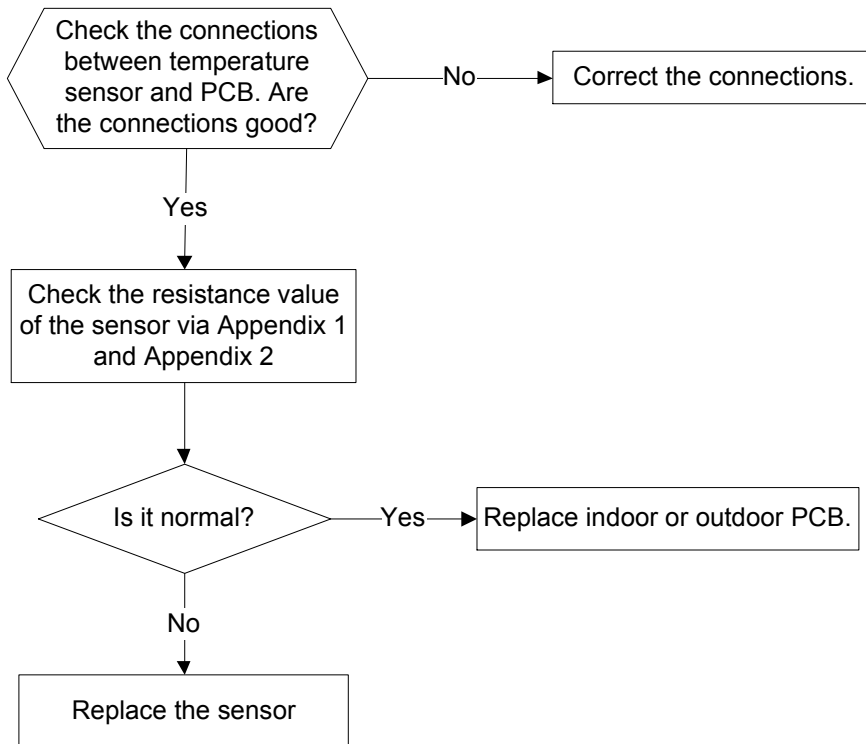 Check the connections
between temperature
sensor and PCB. Are
the connections good?
No
Correct the connections.
Yes
Check the resistance value
of the sensor via Appendix 1
and Appendix 2
Is it normal?
Yes
Replace indoor or outdoor PCB.
No
Replace the sensor